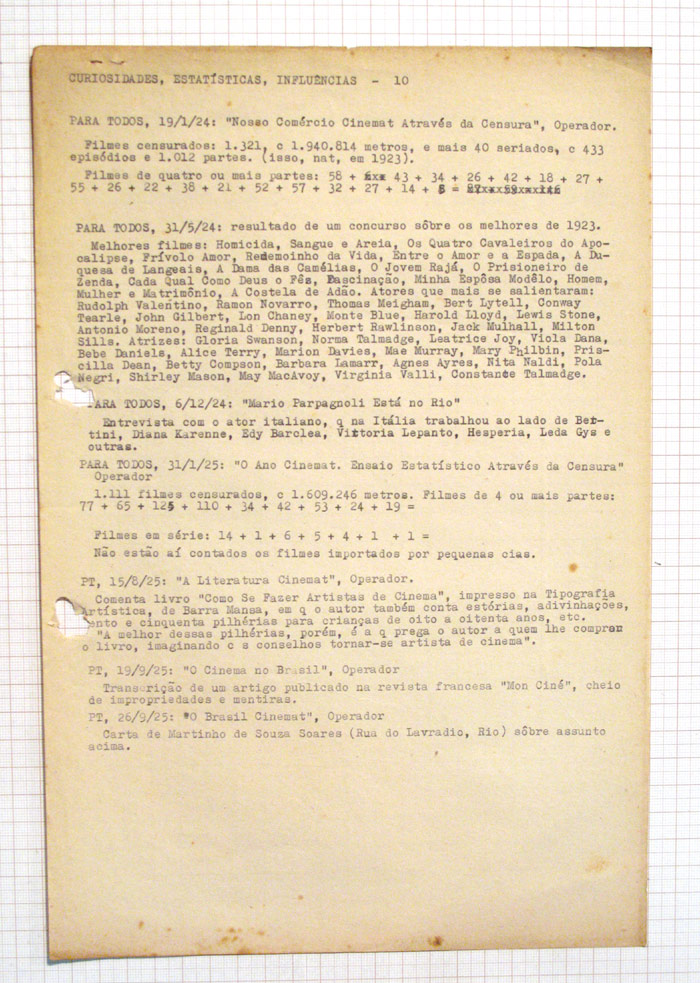 CURIOSIDADES, ESTATÍSTICAS, INFLUÊNCIAS - 10
PARA TODOS, 19/1/24: "Nosso Comércio Cinemat Através da Censura", Operador.
Filmes censurados: 1.321, c 1.940.814 metros, e mais 40 seriados, c 433
episódios e 1.012 partes. (isso, nat, em 1923).
Filmes de quatro ou mais partes: 58 + 43 + 34 + 26 + 42 + 18 + 27 +
55 + 26 + 22 + 38 + 21 + 52 + 57 + 32 + 27 + 14 + =
PARA TODOS, 31/5/24: resultado de um concurso sôbre os melhores de 1923.
Melhores filmes: Homicida, Sangue e Areia, Os Quatro Cavaleiros do Apo-
calipse, Frívolo Amor, Redemoinho da Vida, Entre o Amor e a Espada, A Du-
quesa de Langeais, A Dama das Camélias, O Jovem Rajá, O Prisioneiro de
Zenda, Cada Qual Como Deus o Fêz, Fascinação, Minha Espôsa Modêlo, Homem,
Mulher e Matrimônio, A Costela de Adão. Atores que mais se salientaram:
Rudolph Valentino, Ramon Novarro, Thomas Meigham, Bert Lytell, Conway
Tearle, John Gilbert, Lon Chaney, Monte Blue, Harold Lloyd, Lewis Stone,
Antonio Moreno, Reginald Denny, Herbert Rawlinson, Jack Mulhall, Milton
Sills. Atrizes: Gloria Swanson, Norma Talmadge, Leatrice Joy, Viola Dana,
Bebe Daniels, Alice Terry, Marion Davies, Mae Murray, Mary Philbin, Pris-
cilla Dean, Betty Compson, Barbara Lamarr, Agnes Ayres, Nita Naldi, Pola
Negri, Shirley Mason, May MacAvoy, Virginia Valli, Constance Talmadge.
PARA TODOS, 6/12/24: "Mario Parpagnoli Está no Rio"
Entrevista com o ator italiano, q na Itália trabalhou ao lado de Ber-
tini, Diana Karenne, Edy Barclea, Vittoria Lepanto, Hesperia, Leda Gys e
outras.
PARA TODOS, 31/1/25: "O Ano Cinemat. Ensaio Estatístico Através da Censura"
Operador
1.111 filmes censurados, c 1.609.246 metros. Filmes de 4 ou mais partes:
77 + 65 + 125 + 110 + 34 + 42 + 53 + 24 + 19 =
Filmes em série: 14 + 1 + 6 + 5 + 4 + 1 + 1 =
Não estão aí contados os filmes importados por pequenas cias.
PT, 15/8/25: "A Literatura Cinemat", Operador.
Comenta livro "Como Se Fazer Artistas de Cinema", impresso na Tipografia
Artística, de Barra Mansa, em q o autor também conta estórias, adivinhações,
ento e cinquenta pilhérias para crianças de oito a oitenta anos, etc.
"A melhor dessas pilhérias, porém, é a q prega o autor a quem lhe compran
o livro, imaginando c s conselhos tornar-se artista de cinema".
PT, 19/9/25: "O Cinema no Brasil", Operador
Transcrição de um artigo publicado na revista francesa "Mon Ciné", cheio
de impropriedades e mentiras.
PT, 26/9/25: "O Brasil Cinemat", Operador
Carta de Martinho de Souza Soares (Rua do Lavradio, Rio) sôbre assunto
acima.